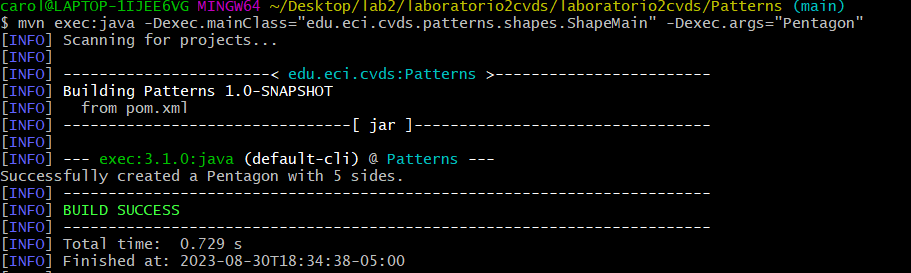 carol@LAPTOP-1IJEE6VG MINGW64 ~/Desktop/lab2/laboratorio2cvds/laboratorio2cvds/Patterns (main)
$ mvn exec:java -Dexec.mainClass="edu.eci.cvds.patterns.shapes.ShapeMain" -Dexec.args="Pentagon"
[INFO] Scanning for projects...
[INFO]
[INFO] -----------------------< edu.eci.cvds:Patterns >------------------------
[INFO] Building Patterns 1.0-SNAPSHOT
[INFO]   from pom.xml
[INFO] --------------------------------[ jar ]---------------------------------
[INFO]
[INFO] --- exec:3.1.0:java (default-cli) @ Patterns ---
Successfully created a Pentagon with 5 sides.
[INFO] ------------------------------------------------------------------------
[INFO] BUILD SUCCESS
[INFO] ------------------------------------------------------------------------
[INFO] Total time:  0.729 s
[INFO] Finished at: 2023-08-30T18:34:38-05:00